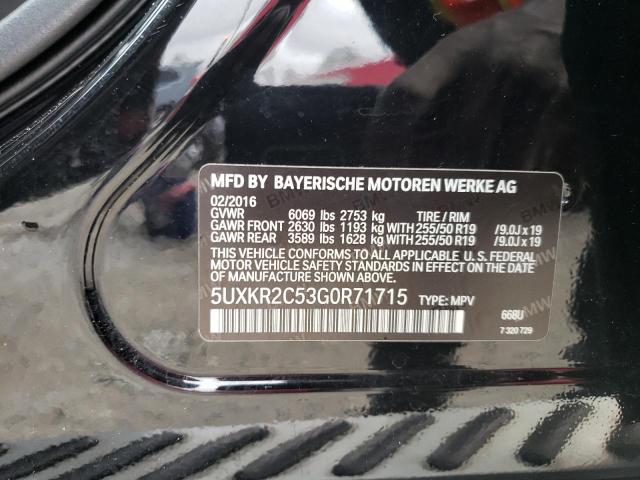 MFD BY BAYERISCHE MOTOREN WERKE AG
02/2016
GVWR 6069 lbs 2753 kg TIRE / RIM
GAWR FRONT 2630 lbs 1193 kg WITH 255/50 R19 /9.0J x 19
GAWR REAR 3589 lbs 1628 kg WITH 255/50 R19 /9.0J x 19
THIS VEHICLE CONFORMS TO ALL APPLICABLE U. S. FEDERAL
MOTOR VEHICLE SAFETY STANDARDS IN EFFECT ON THE DATE
OF MANUFACTURE SHOWN ABOVE.
5UXKR2C53G0R71715 TYPE: MPV 668U
7 320 729